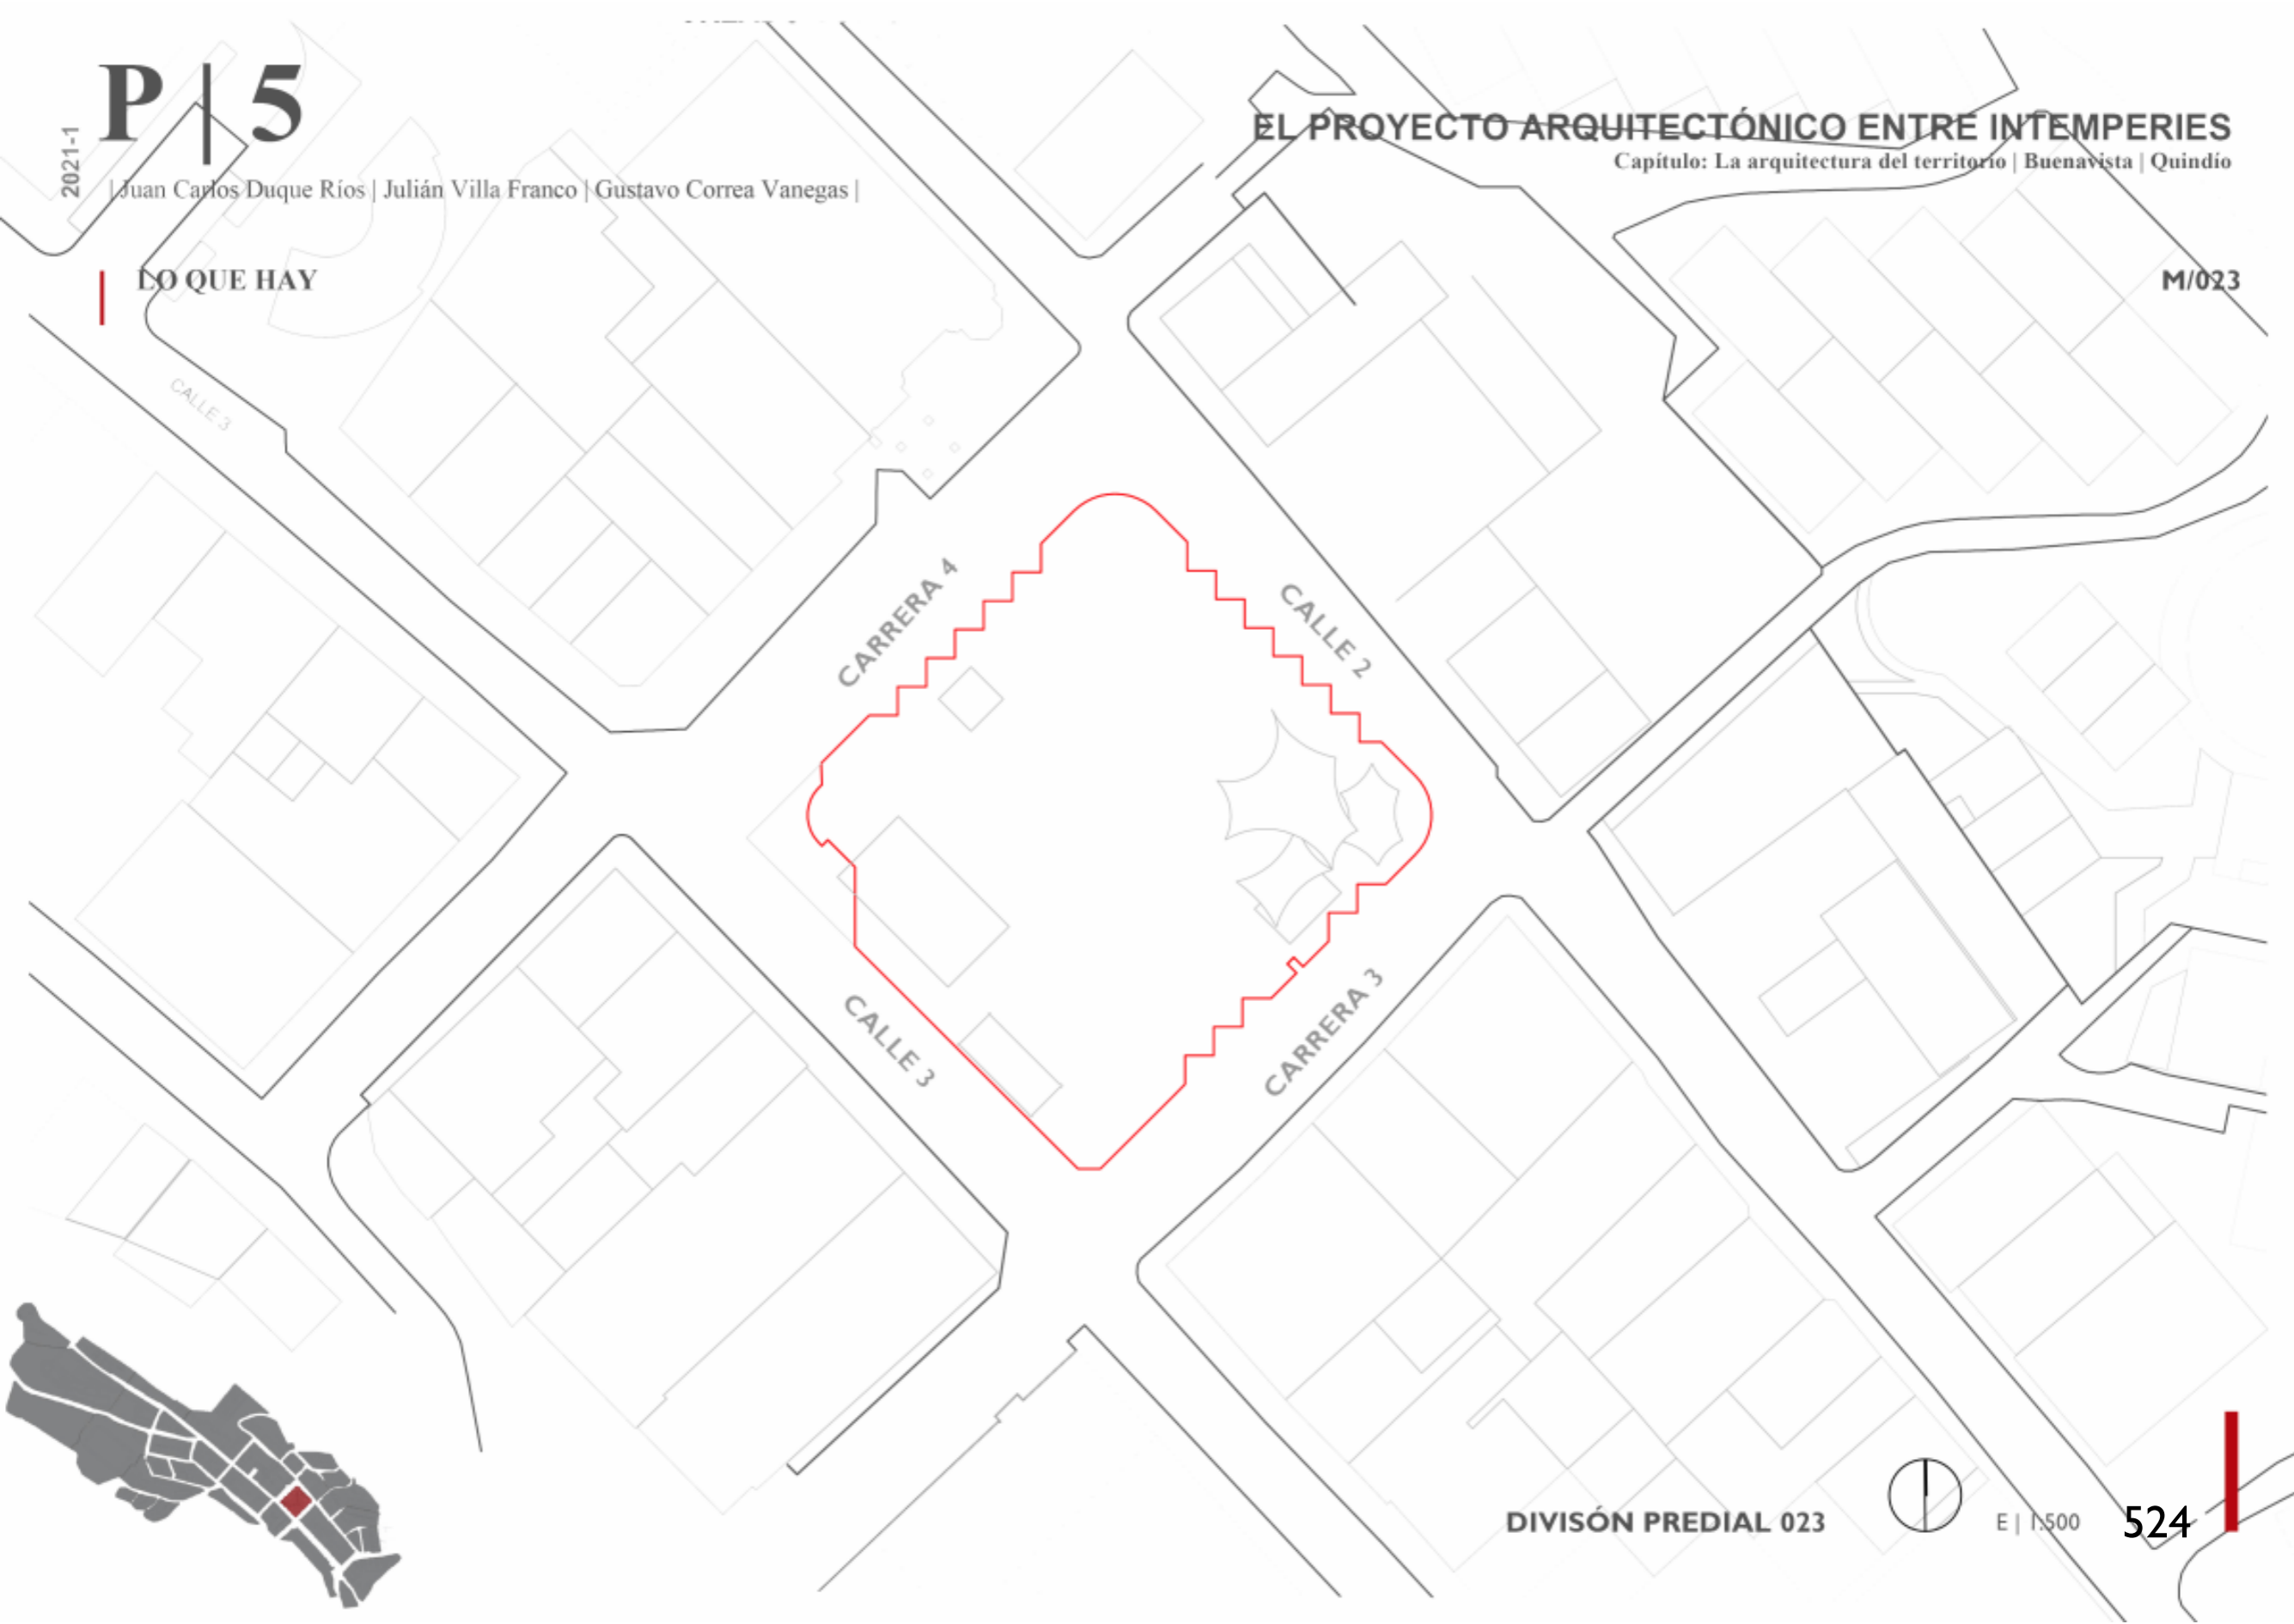 P | 5
2021-1
| Juan Carlos Duque Ríos | Julián Villa Franco | Gustavo Correa Vanegas |
EL PROYECTO ARQUITECTÓNICO ENTRE INTEMPERIES
Capítulo: La arquitectura del territorio | Buenavista | Quindío
LO QUE HAY
M/023
CALLE 3
CARRERA 4
CALLE 2
CALLE 3
CARRERA 3
DIVISÓN PREDIAL 023
E | 1:500
524